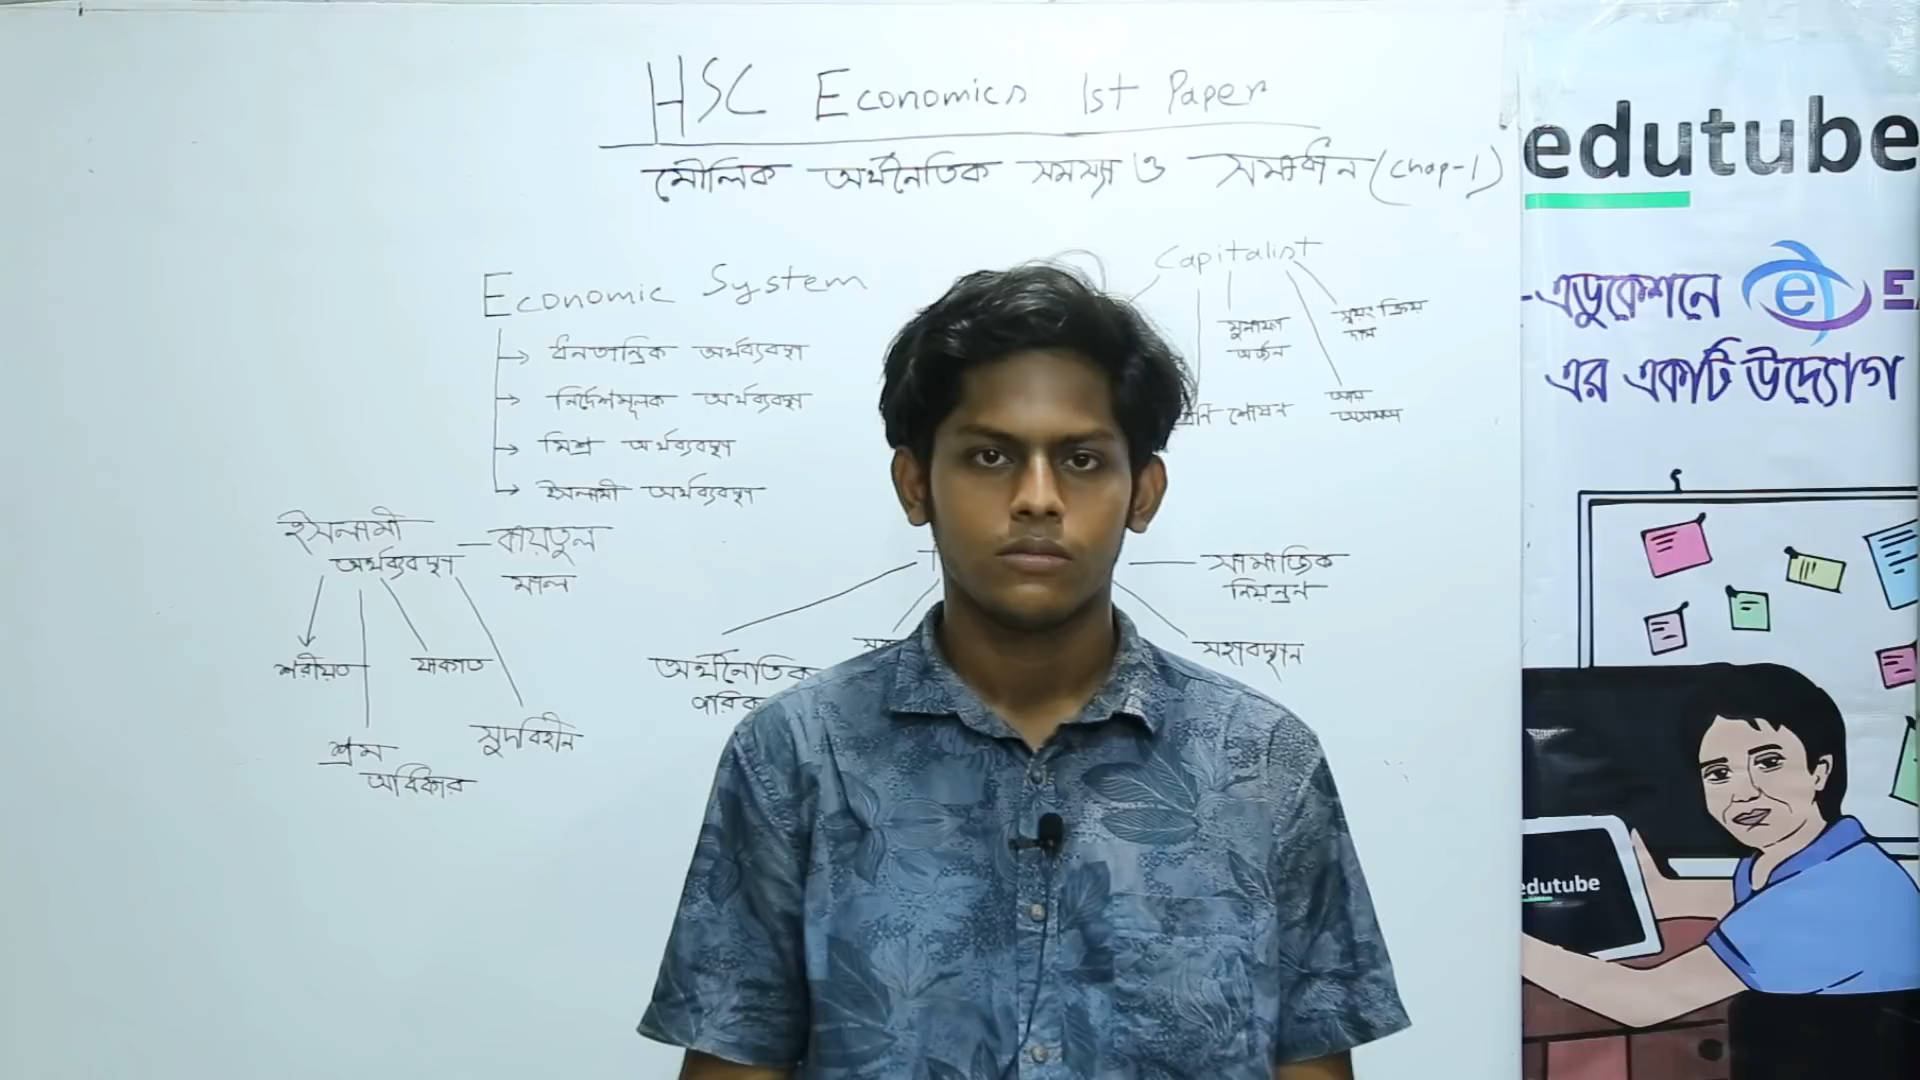 HSC Economics 1st Paper
মৌলিক অর্থনৈতিক সমস্যা ও সমাধান (Chap-1)
Economic System
ধনতান্ত্রিক অর্থব্যবস্থা
নির্দেশমূলক অর্থব্যবস্থা
মিশ্র অর্থব্যবস্থা
ইসলামী অর্থব্যবস্থা
Capitalist
মুনাফা
অর্জন
স্বয়ংক্রিয়
দাম
শোষন
আয়
অসমতা
ইসলামী
অর্থব্যবস্থা
বায়তুল
মাল
শরীয়ত
যাকাত
শ্রম
অধিকার
সুদবিহীন
অর্থনৈতিক
সামাজিক
নিয়ন্ত্রন
সহাবস্থান
edutube
-এডুকেশনে
এর একটি উদ্যোগ
edutube